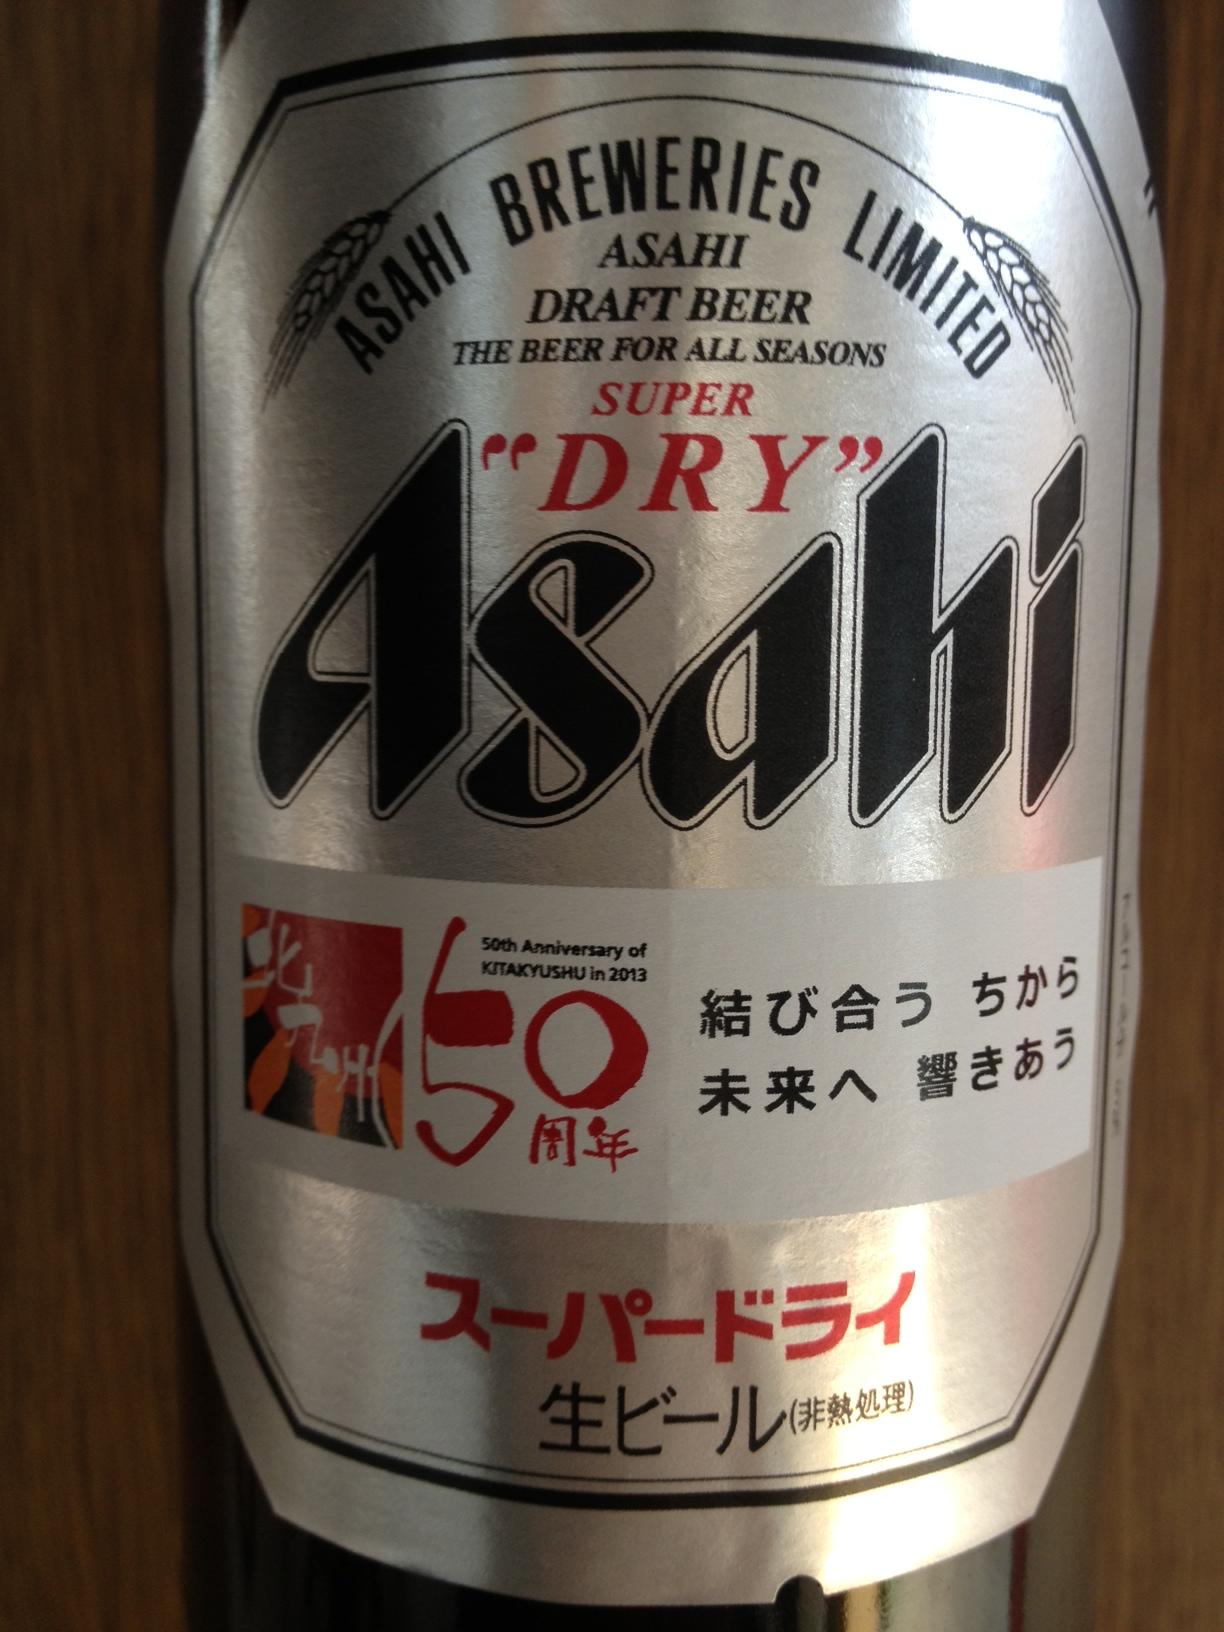 ASAHI BREWERIES LIMITED
ASAHI
DRAFT BEER
THE BEER FOR ALL SEASONS
SUPER
"DRY"
Asahi
北九州
50th Anniversary of
KITAKYUSHU in 2013
50
周年
結び合う ちから
未来へ 響きあう
スーパードライ
生ビール(非熱処理)